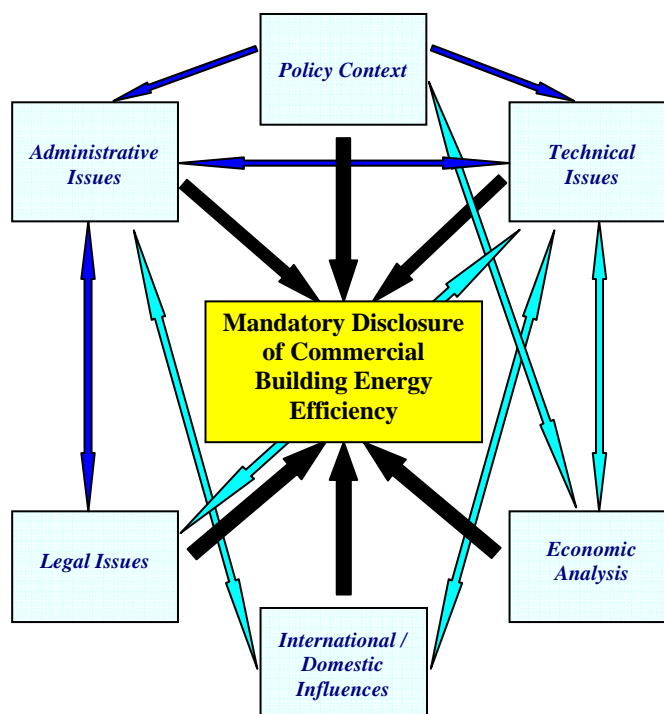 Policy Context
Administrative
Issues
Technical
Issues
Mandatory Disclosure
of Commercial
Building Energy
Efficiency
Legal Issues
Economic
Analysis
International /
Domestic
Influences